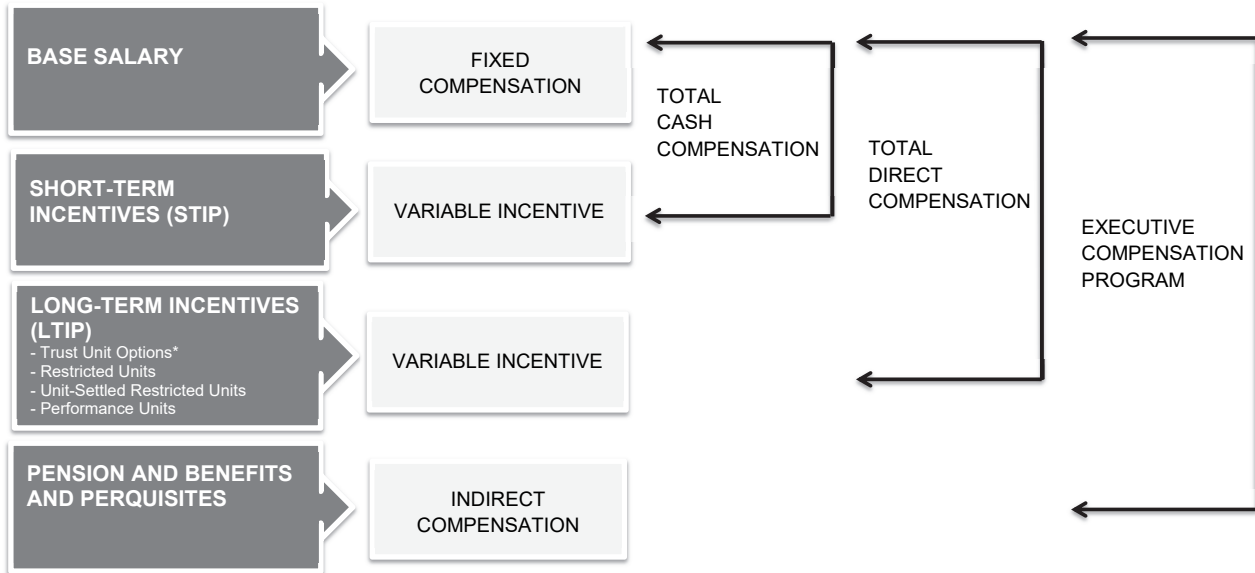 BASE SALARY
FIXED
COMPENSATION
TOTAL
CASH
COMPENSATION
TOTAL
DIRECT
COMPENSATION
EXECUTIVE
COMPENSATION
PROGRAM
SHORT-TERM
INCENTIVES (STIP)
VARIABLE INCENTIVE
LONG-TERM INCENTIVES
(LTIP)
- Trust Unit Options*
- Restricted Units
- Unit-Settled Restricted Units
- Performance Units
VARIABLE INCENTIVE
PENSION AND BENEFITS
AND PERQUISITES
INDIRECT
COMPENSATION